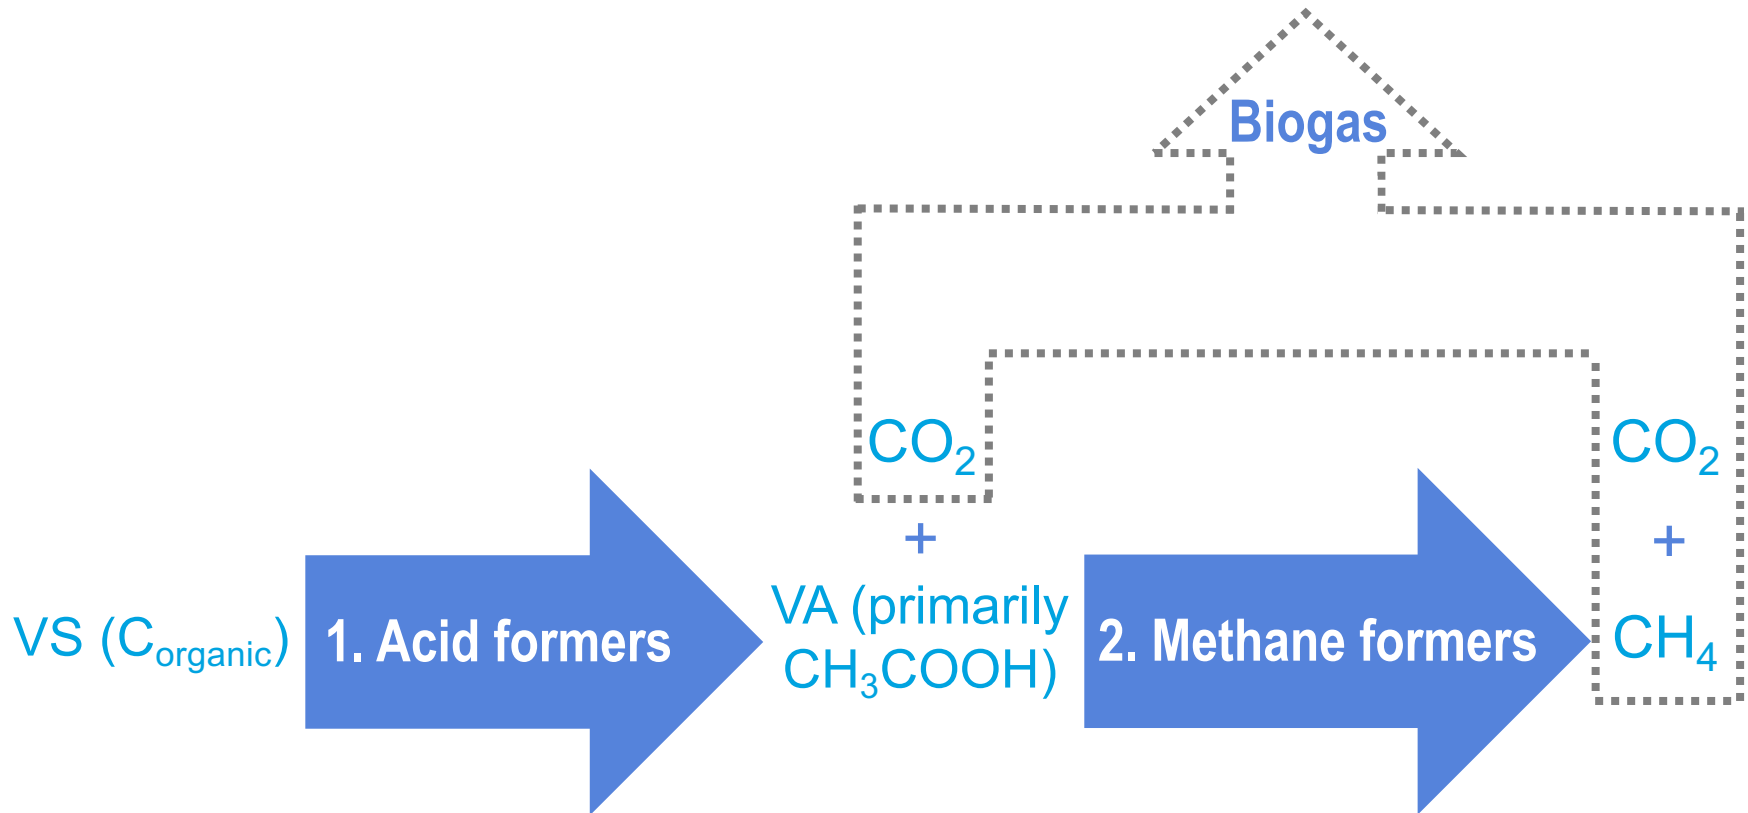 Biogas
VS (Corganic)
1. Acid formers
CO2
+
VA (primarily
CH3COOH)
2. Methane formers
CO2
+
CH4